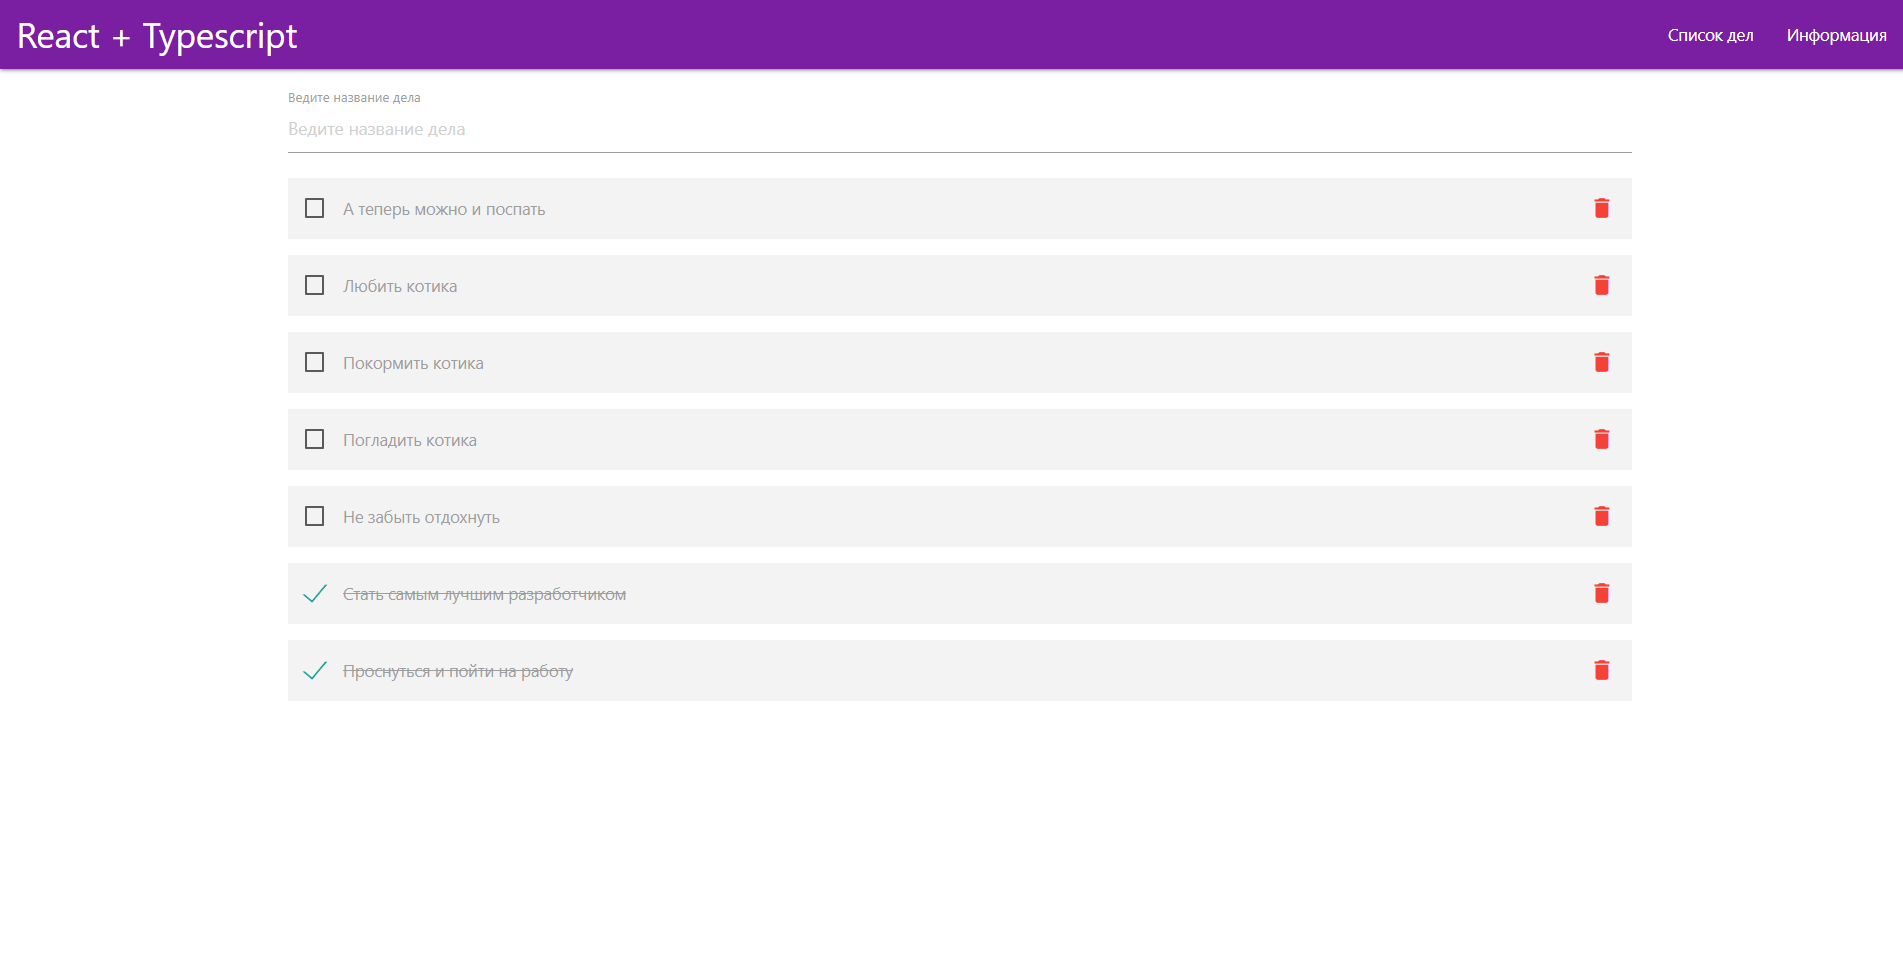 React + Typescript
Список дел
Информация
Ведите название дела
Ведите название дела
А теперь можно и поспать
Любить котика
Покормить котика
Погладить котика
Не забыть отдохнуть
Стать самым лучшим разработчиком
Проснуться и пойти на работу